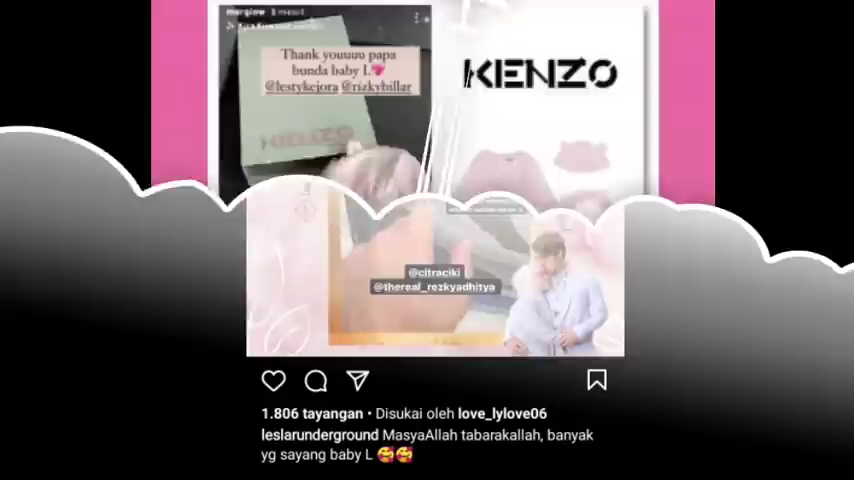 Thank youuuu papa
bunda baby L
@lestykejora @rizkybillar
KENZO
KIENZO
@citraciki
@thereal_rezkyadhitya
1.806 tayangan • Disukai oleh love_lylove06
leslarunderground MasyaAllah tabarakallah, banyak
yg sayang baby L 🥰🥰